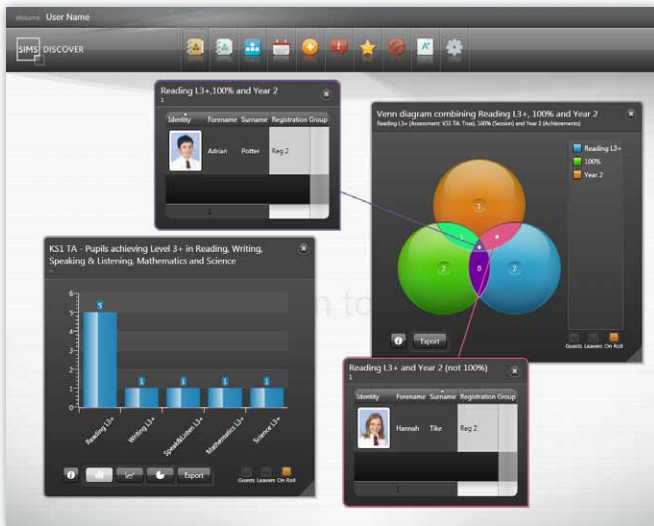 Welcome User Name
SIMS DISCOVER
A+
Reading L3+,100% and Year 2
1
Identity Forename Surname Registration Group
Adrian Potter Reg 2
1
Venn diagram combining Reading L3+, 100% and Year 2
Reading L3+ (Assessment: KS1 TA: True), 100% (Session) and Year 2 (Achievements)
Reading L3+
100%
Year 2
1
1
2
0
2
Export
Guests Leavers On Roll
KS1 TA - Pupils achieving Level 3+ in Reading, Writing,
Speaking & Listening, Mathematics and Science
6
5
4
3
2
1
0
5
1
1
1
1
Reading L3+
Writing L3+
Speak&Listen L3+
Mathematics L3+
Science L3+
Export
Guests Leavers On Roll
Reading L3+ and Year 2 (not 100%)
1
Identity Forename Surname Registration Group
Hannah Tike Reg 2
1